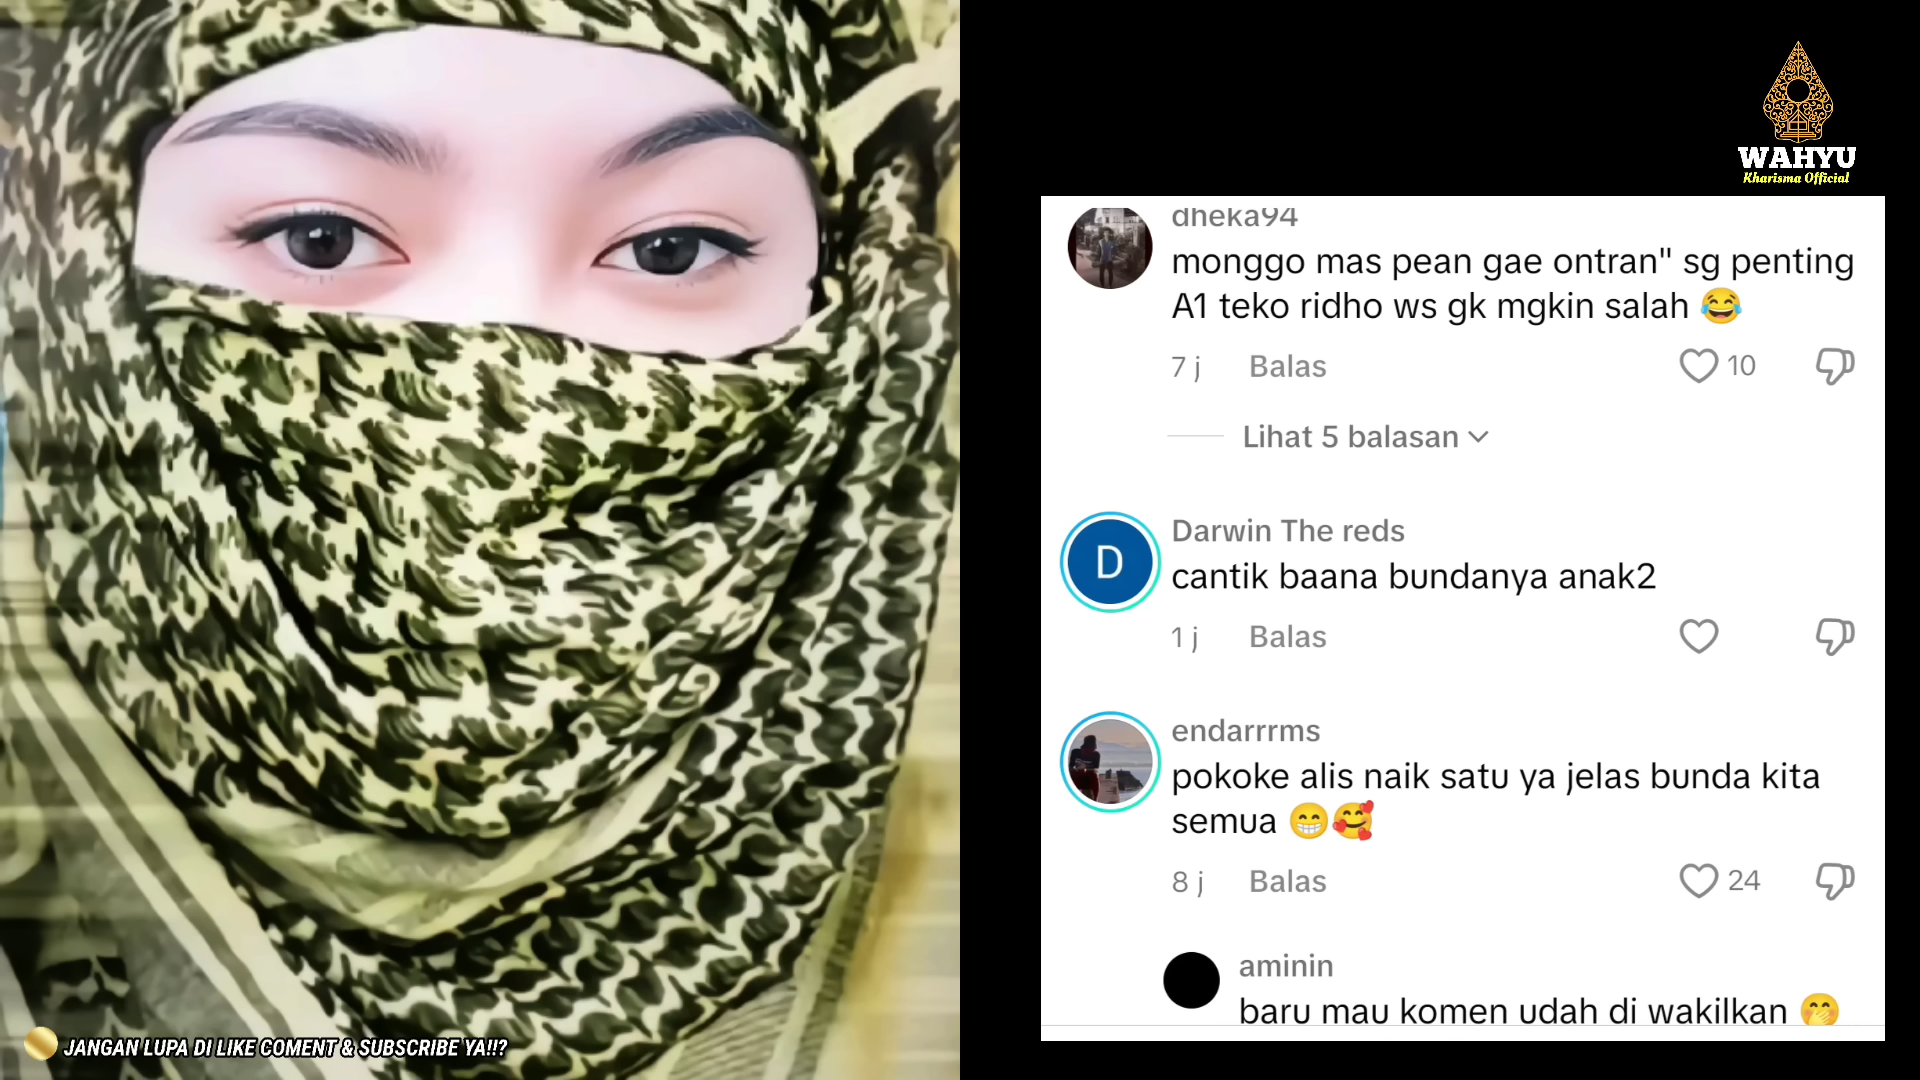 WAHYU
Kharisma Official
dheka94
monggo mas pean gae ontran" sg penting
A1 teko ridho ws gk mgkin salah 😂
7 j Balas 10
Lihat 5 balasan
D
Darwin The reds
cantik baana bundanya anak2
1 j Balas
endarrrms
pokoke alis naik satu ya jelas bunda kita
semua 😁🥰
8 j Balas 24
aminin
baru mau komen udah di wakilkan 🤭
JANGAN LUPA DI LIKE COMENT & SUBSCRIBE YA!!?